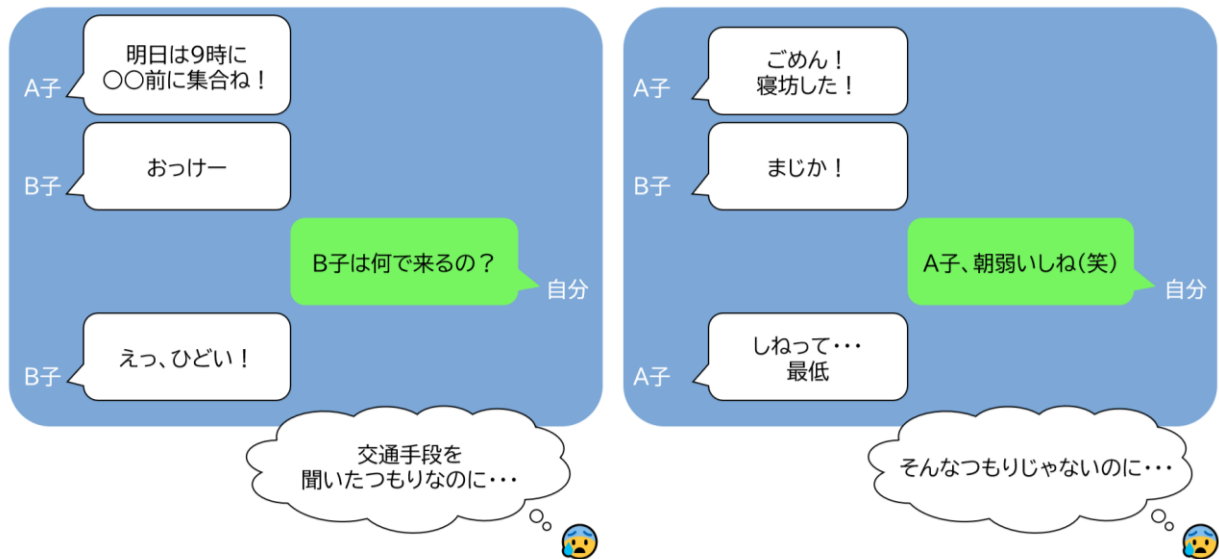 A子
明日は9時に
〇〇前に集合ね！
B子
おっけー
B子は何で来るの？
自分
B子
えっ、ひどい！
交通手段を
聞いたつもりなのに・・・
A子
ごめん！
寝坊した！
B子
まじか！
A子、朝弱いしね(笑)
自分
A子
しねって・・・
最低
そんなつもりじゃないのに・・・